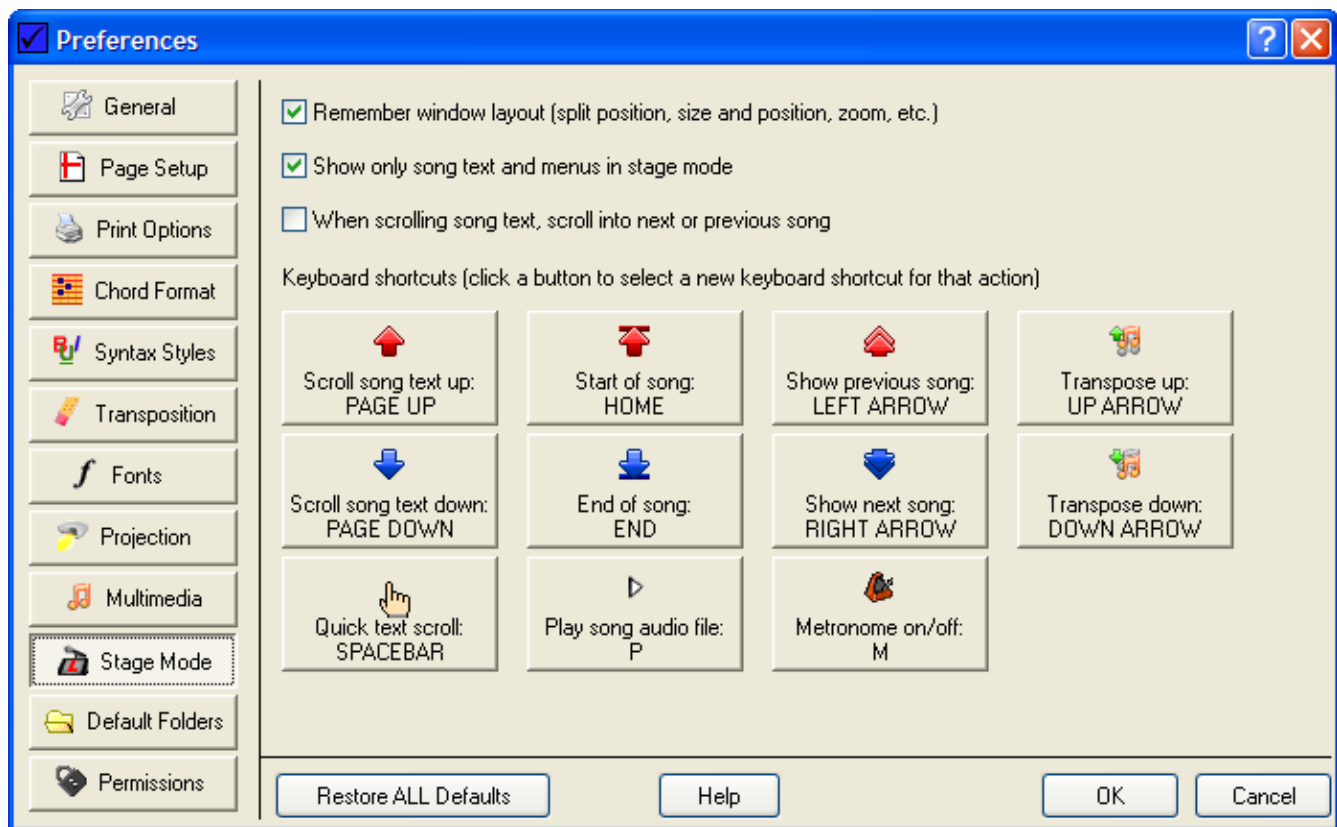 Preferences
General
Page Setup
Print Options
Chord Format
Syntax Styles
Transposition
Fonts
Projection
Multimedia
Stage Mode
Default Folders
Permissions
Remember window layout (split position, size and position, zoom, etc.)
Show only song text and menus in stage mode
When scrolling song text, scroll into next or previous song
Keyboard shortcuts (click a button to select a new keyboard shortcut for that action)
Scroll song text up:
PAGE UP
Start of song:
HOME
Show previous song:
LEFT ARROW
Transpose up:
UP ARROW
Scroll song text down:
PAGE DOWN
End of song:
END
Show next song:
RIGHT ARROW
Transpose down:
DOWN ARROW
Quick text scroll:
SPACEBAR
Play song audio file:
P
Metronome on/off:
M
Restore ALL Defaults
Help
OK
Cancel